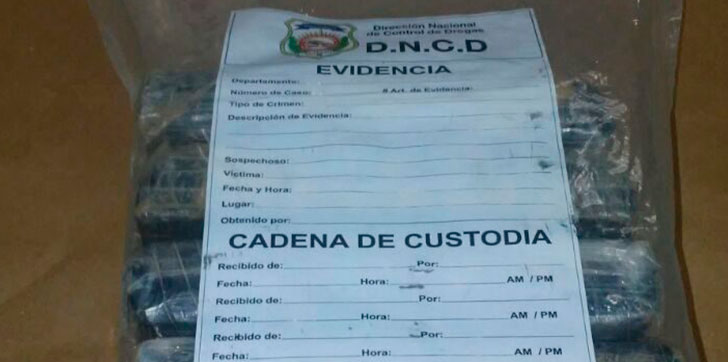 Dirección Nacional
de Control de Drogas
D.N.C.D
EVIDENCIA
Departamento:
Número de Caso: # Art. de Evidencia:
Tipo de Crimen:
Descripción de Evidencia:
Sospechoso:
Víctima:
Fecha y Hora:
Lugar:
Obtenido por:
CADENA DE CUSTODIA
Recibido de: Por:
Fecha: Hora: AM / PM
Recibido de: Por:
Fecha: Hora: AM / PM
Recibido de: Por:
Fecha: Hora: AM / PM